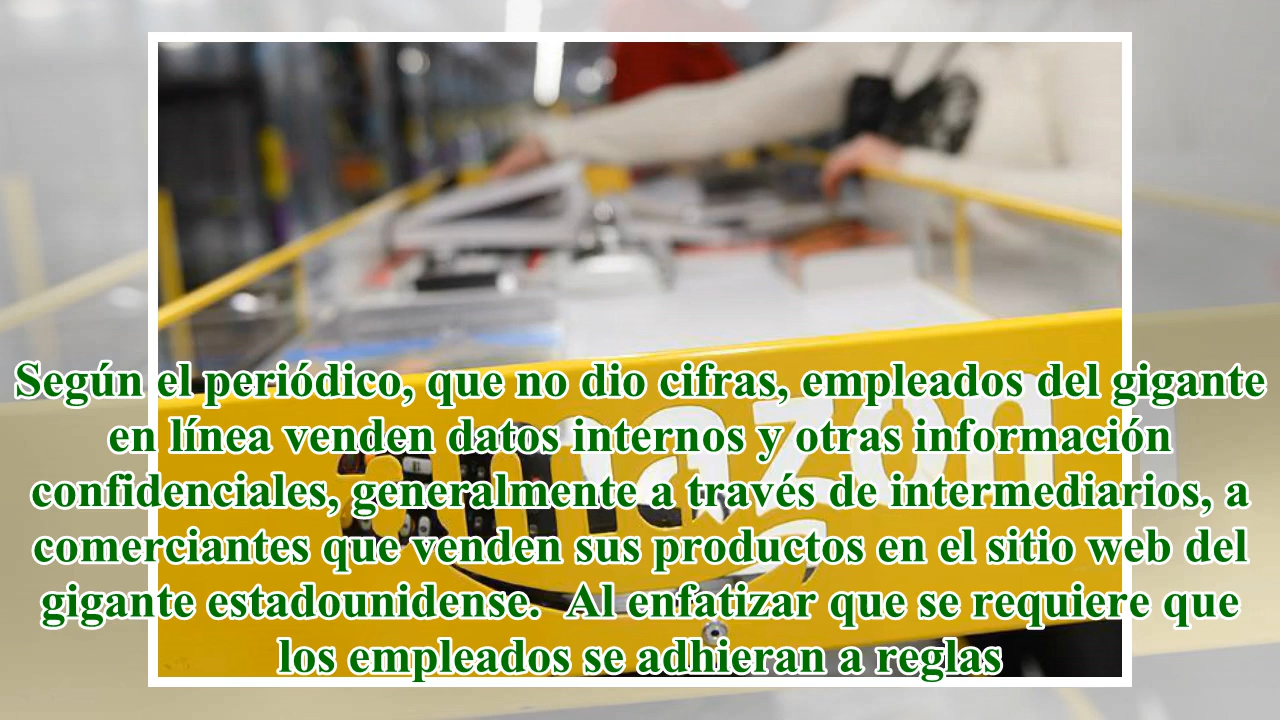 Según el periódico, que no dio cifras, empleados del gigante
en línea venden datos internos y otras información
confidenciales, generalmente a través de intermediarios, a
comerciantes que venden sus productos en el sitio web del
gigante estadounidense.  Al enfatizar que se requiere que
los empleados se adhieran a reglas
amazon